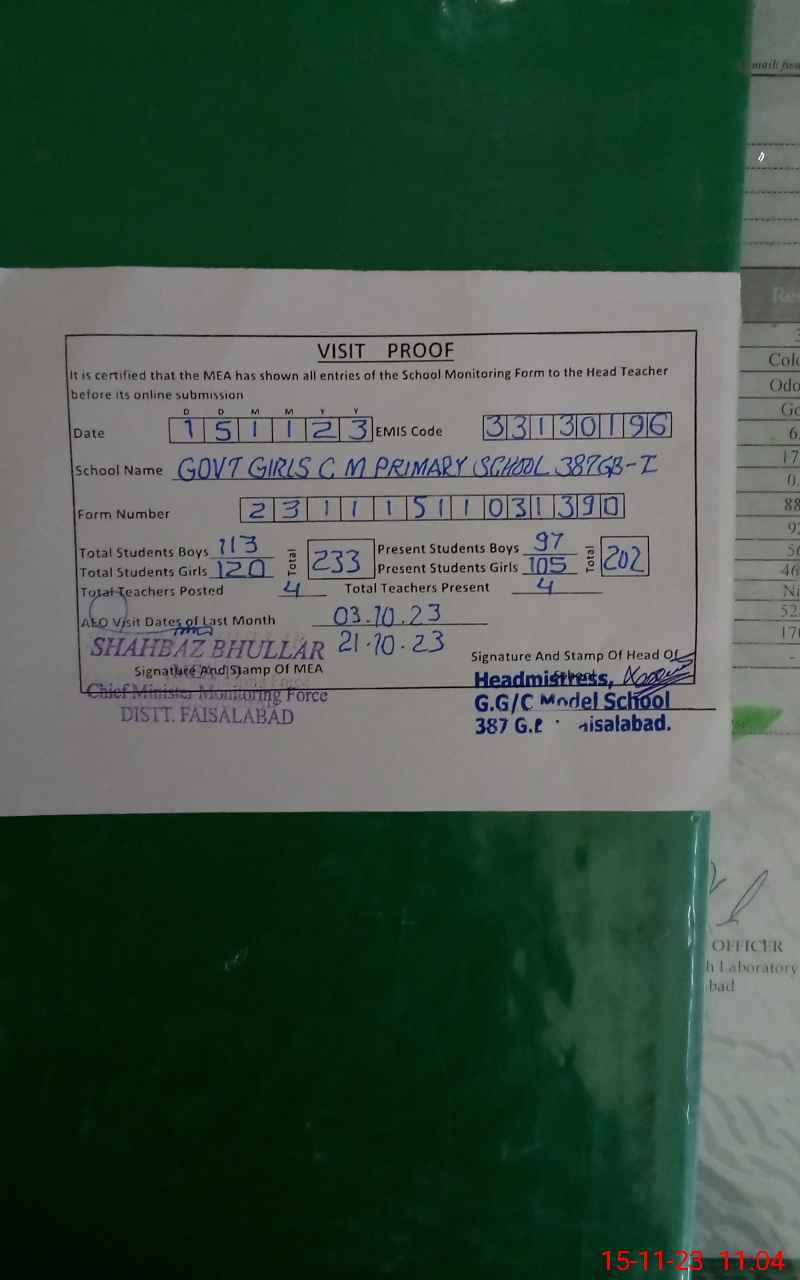 mail: fwa
VISIT PROOF
It is certified that the MEA has shown all entries of the School Monitoring Form to the Head Teacher
before its online submission
D D M M Y Y
Date 1 5 1 1 2 3 EMIS Code 3 3 1 3 0 1 9 6
School Name GOVT GIRLS C M PRIMARY SCHOOL 387GB-I
Form Number 2 3 1 1 1 5 1 1 0 3 1 3 9 0
Total Students Boys 113 Total 233 Present Students Boys 97 Total 202
Total Students Girls 120 Present Students Girls 105
Total Teachers Posted 4 Total Teachers Present 4
AEO Visit Dates of Last Month 03.10.23
21.10.23
SHAHBAZ BHULLAR
Signature And Stamp Of MEA
Signature And Stamp Of Head Of
Chief Minister Monitoring Force
DISTT. FAISALABAD
Headmistress,
G.G/C Model School
387 G. aisalabad.
Col
Odo
OFFICER
h Laboratory
bad
15-11-23 11:04